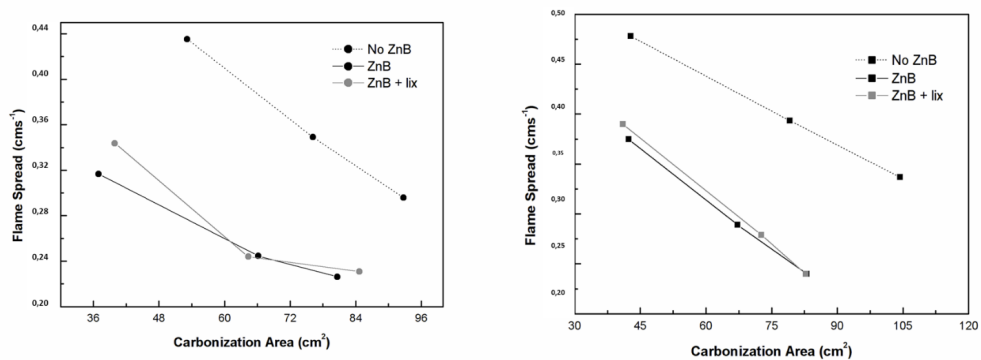 0,44
0,40
0,36
0,32
0,28
0,24
0,20
Flame Spread (cms⁻¹)
No ZnB
ZnB
ZnB + lix
36 48 60 72 84 96
Carbonization Area (cm²)
0,50
0,45
0,40
0,35
0,30
0,25
0,20
Flame Spread (cms⁻¹)
No ZnB
ZnB
ZnB + lix
30 45 60 75 90 105 120
Carbonization Area (cm²)